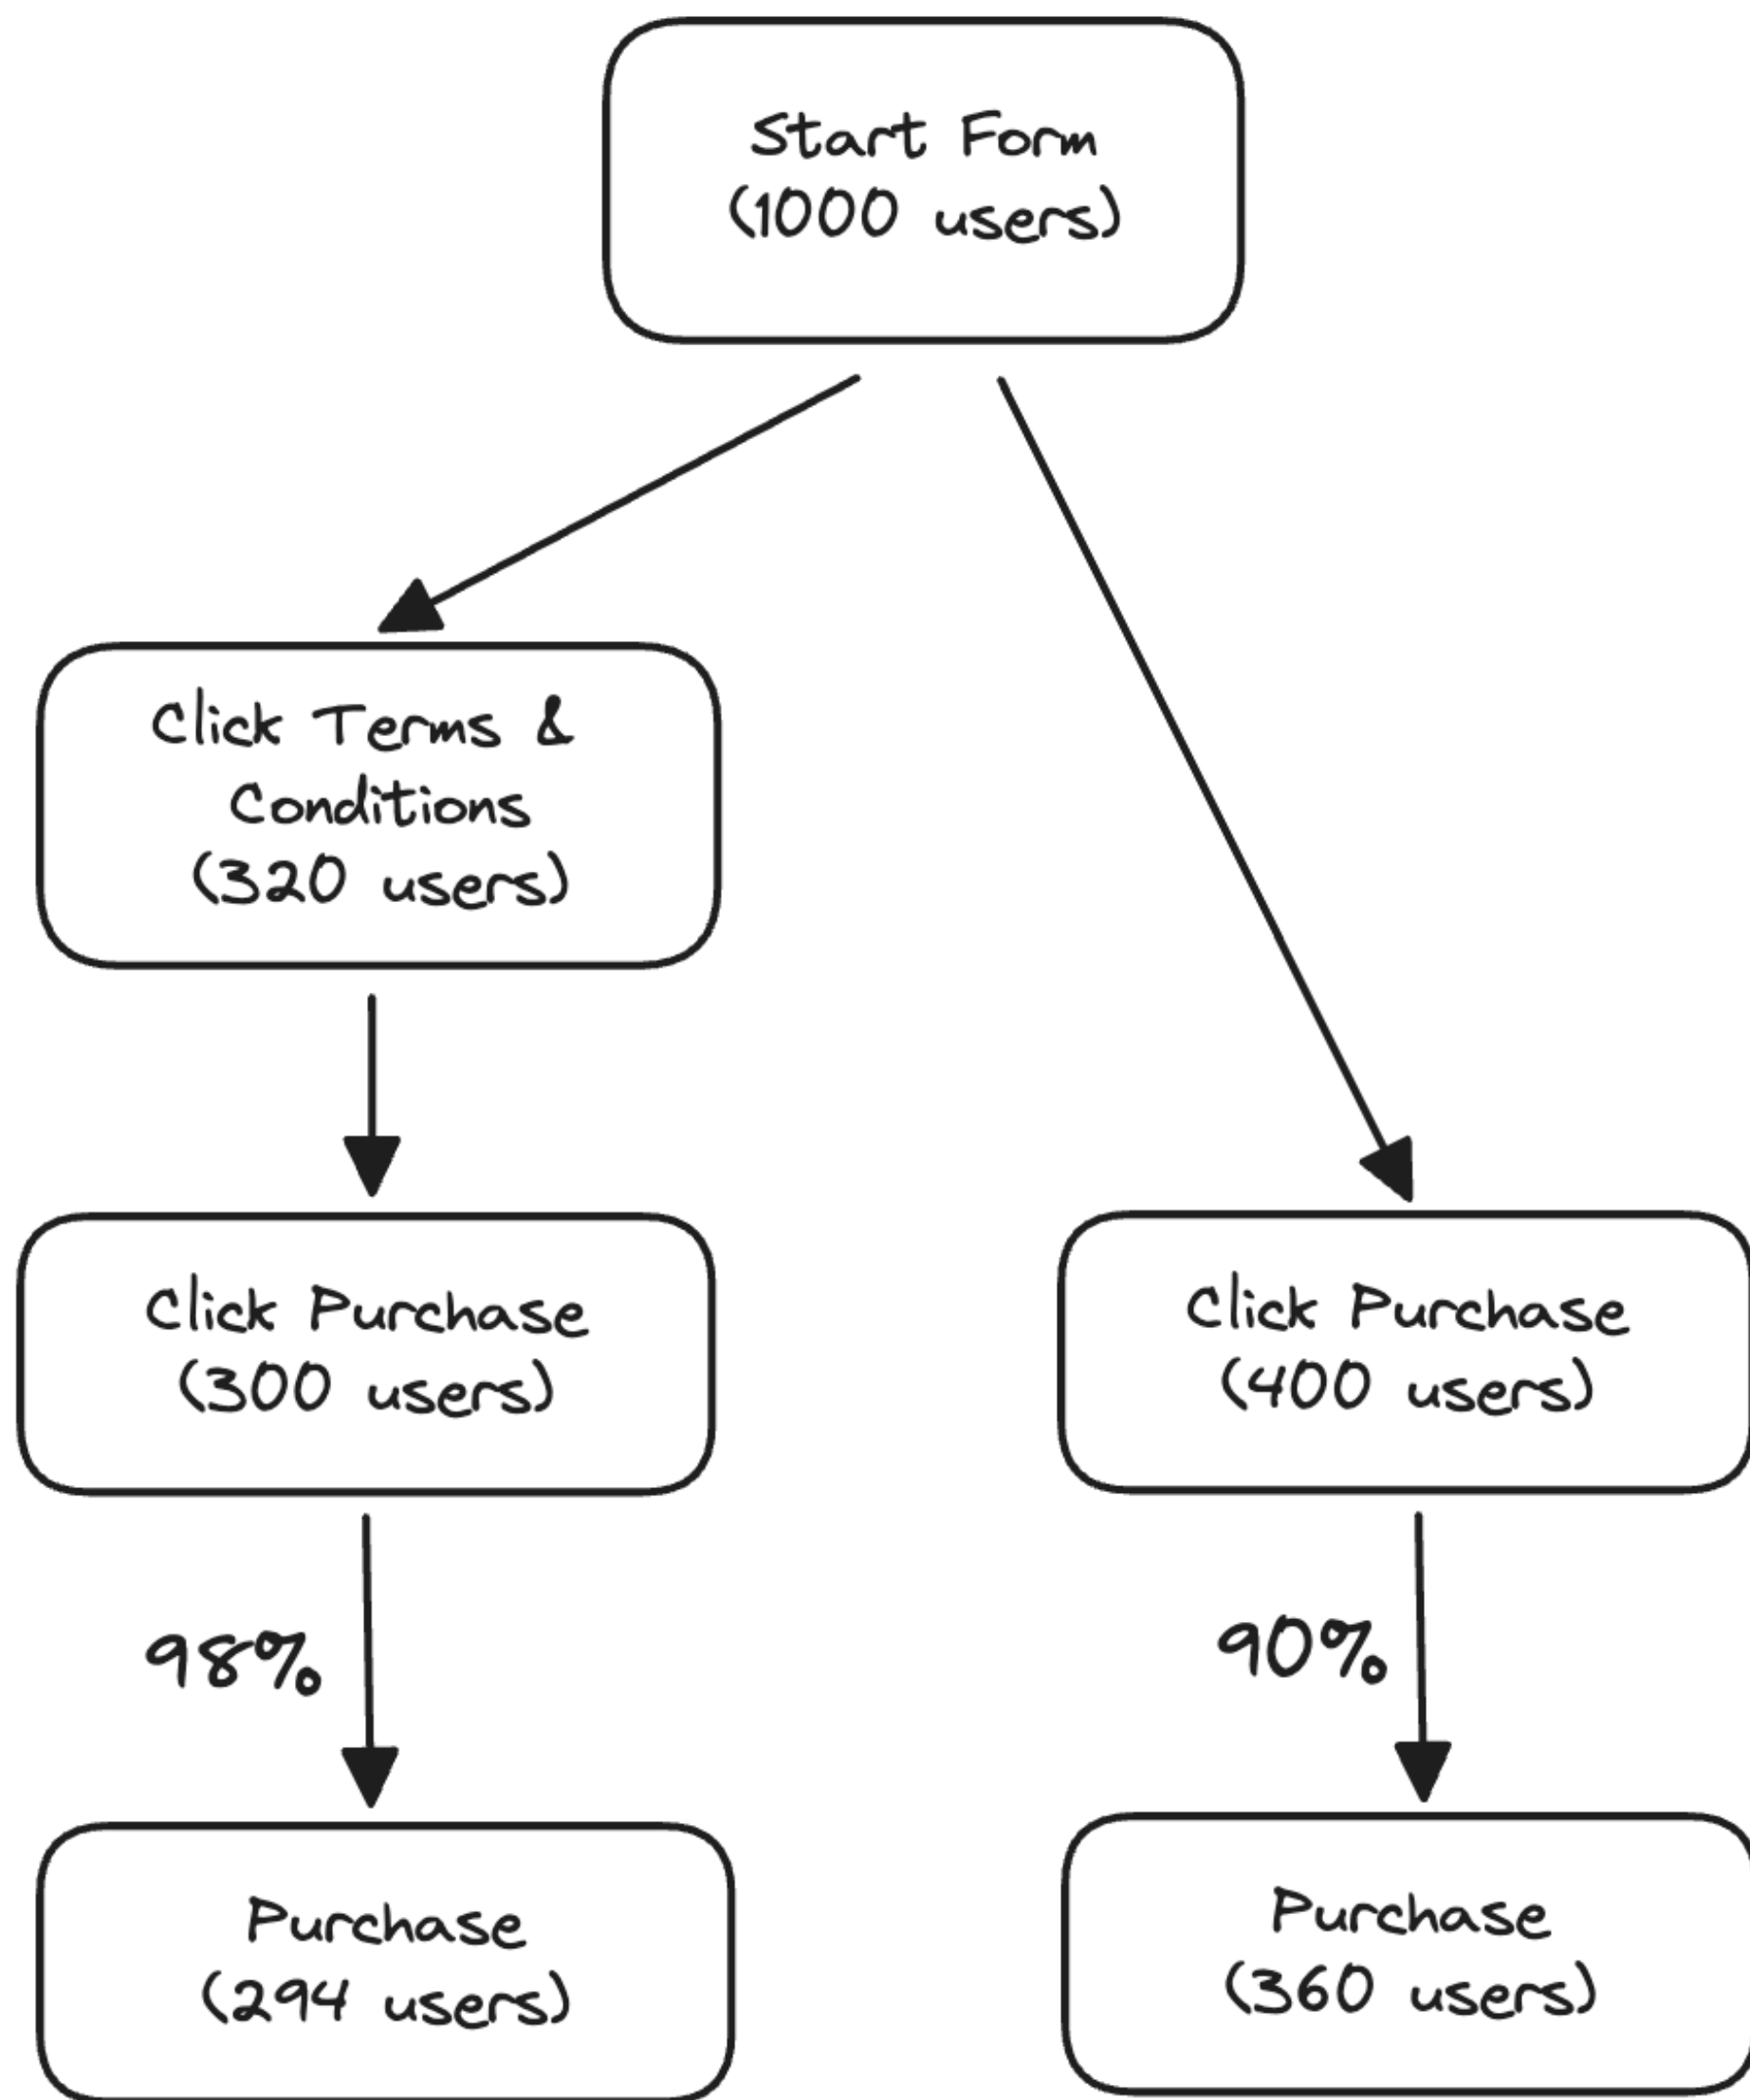 Start Form
(1000 users)
Click Terms &
Conditions
(320 users)
Click Purchase
(300 users)
Click Purchase
(400 users)
98%
90%
Purchase
(294 users)
Purchase
(360 users)